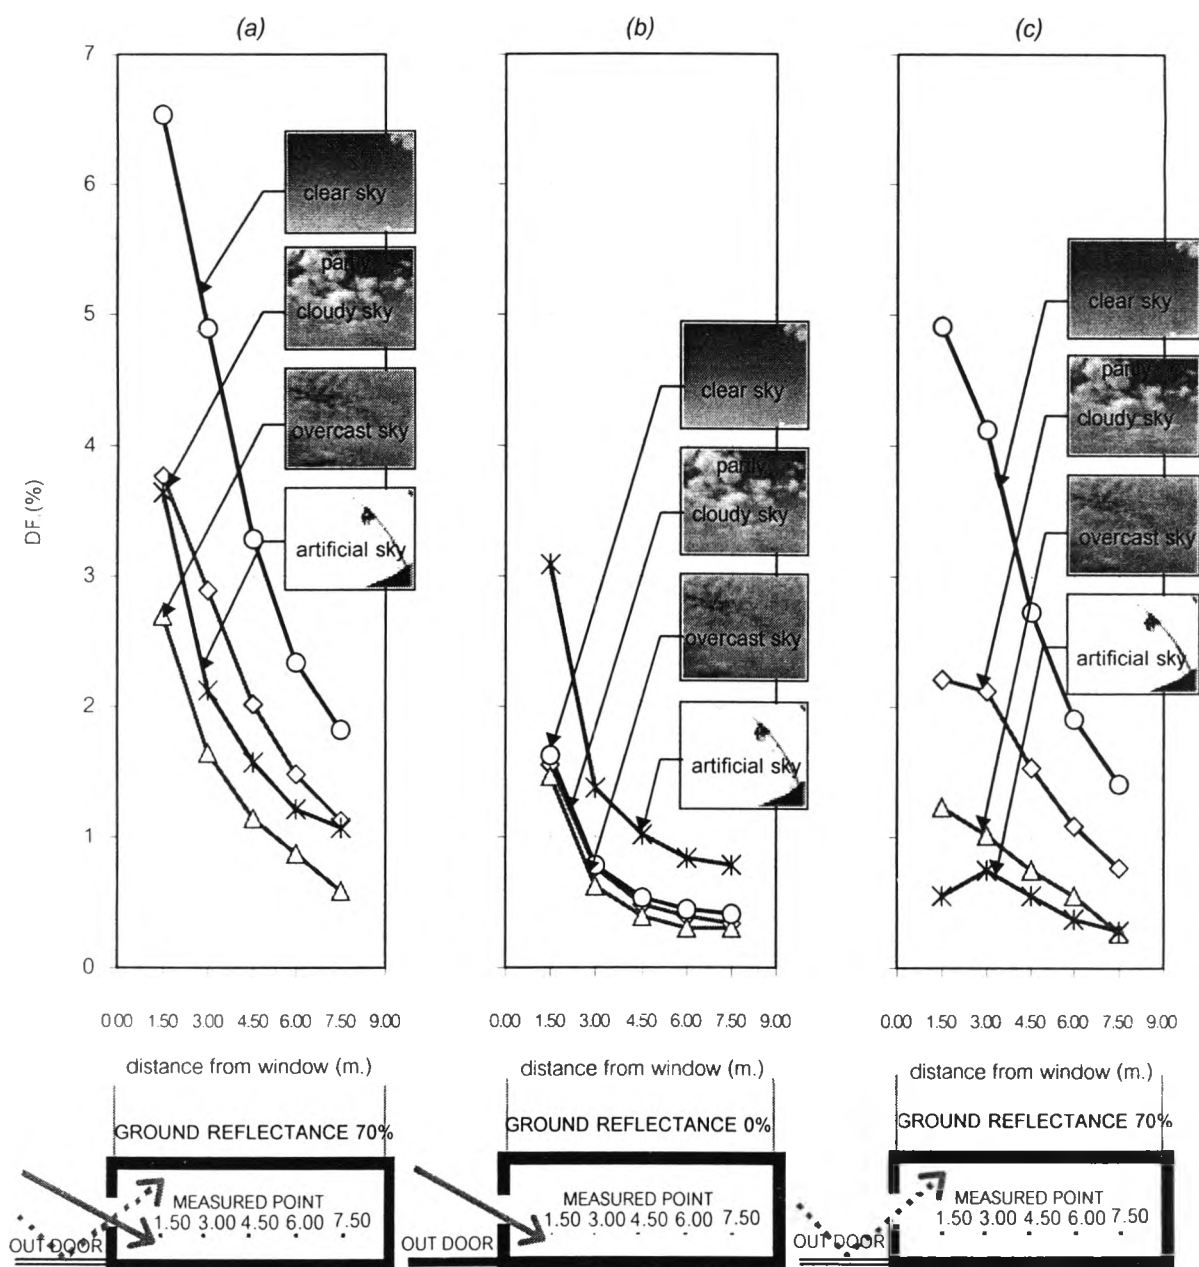 (a)
(b)
(c)
7
6
5
4
3
2
1
0
DF.(%)
clear sky
partly
cloudy sky
overcast sky
artificial sky
clear sky
partly
cloudy sky
overcast sky
artificial sky
clear sky
partly
cloudy sky
overcast sky
artificial sky
0.00 1.50 3.00 4.50 6.00 7.50 9.00
0.00 1.50 3.00 4.50 6.00 7.50 9.00
0.00 1.50 3.00 4.50 6.00 7.50 9.00
distance from window (m.)
distance from window (m.)
distance from window (m.)
GROUND REFLECTANCE 70%
GROUND REFLECTANCE 0%
GROUND REFLECTANCE 70%
MEASURED POINT
1.50 3.00 4.50 6.00 7.50
OUT DOOR
MEASURED POINT
1.50 3.00 4.50 6.00 7.50
OUT DOOR
MEASURED POINT
1.50 3.00 4.50 6.00 7.50
OUT DOOR